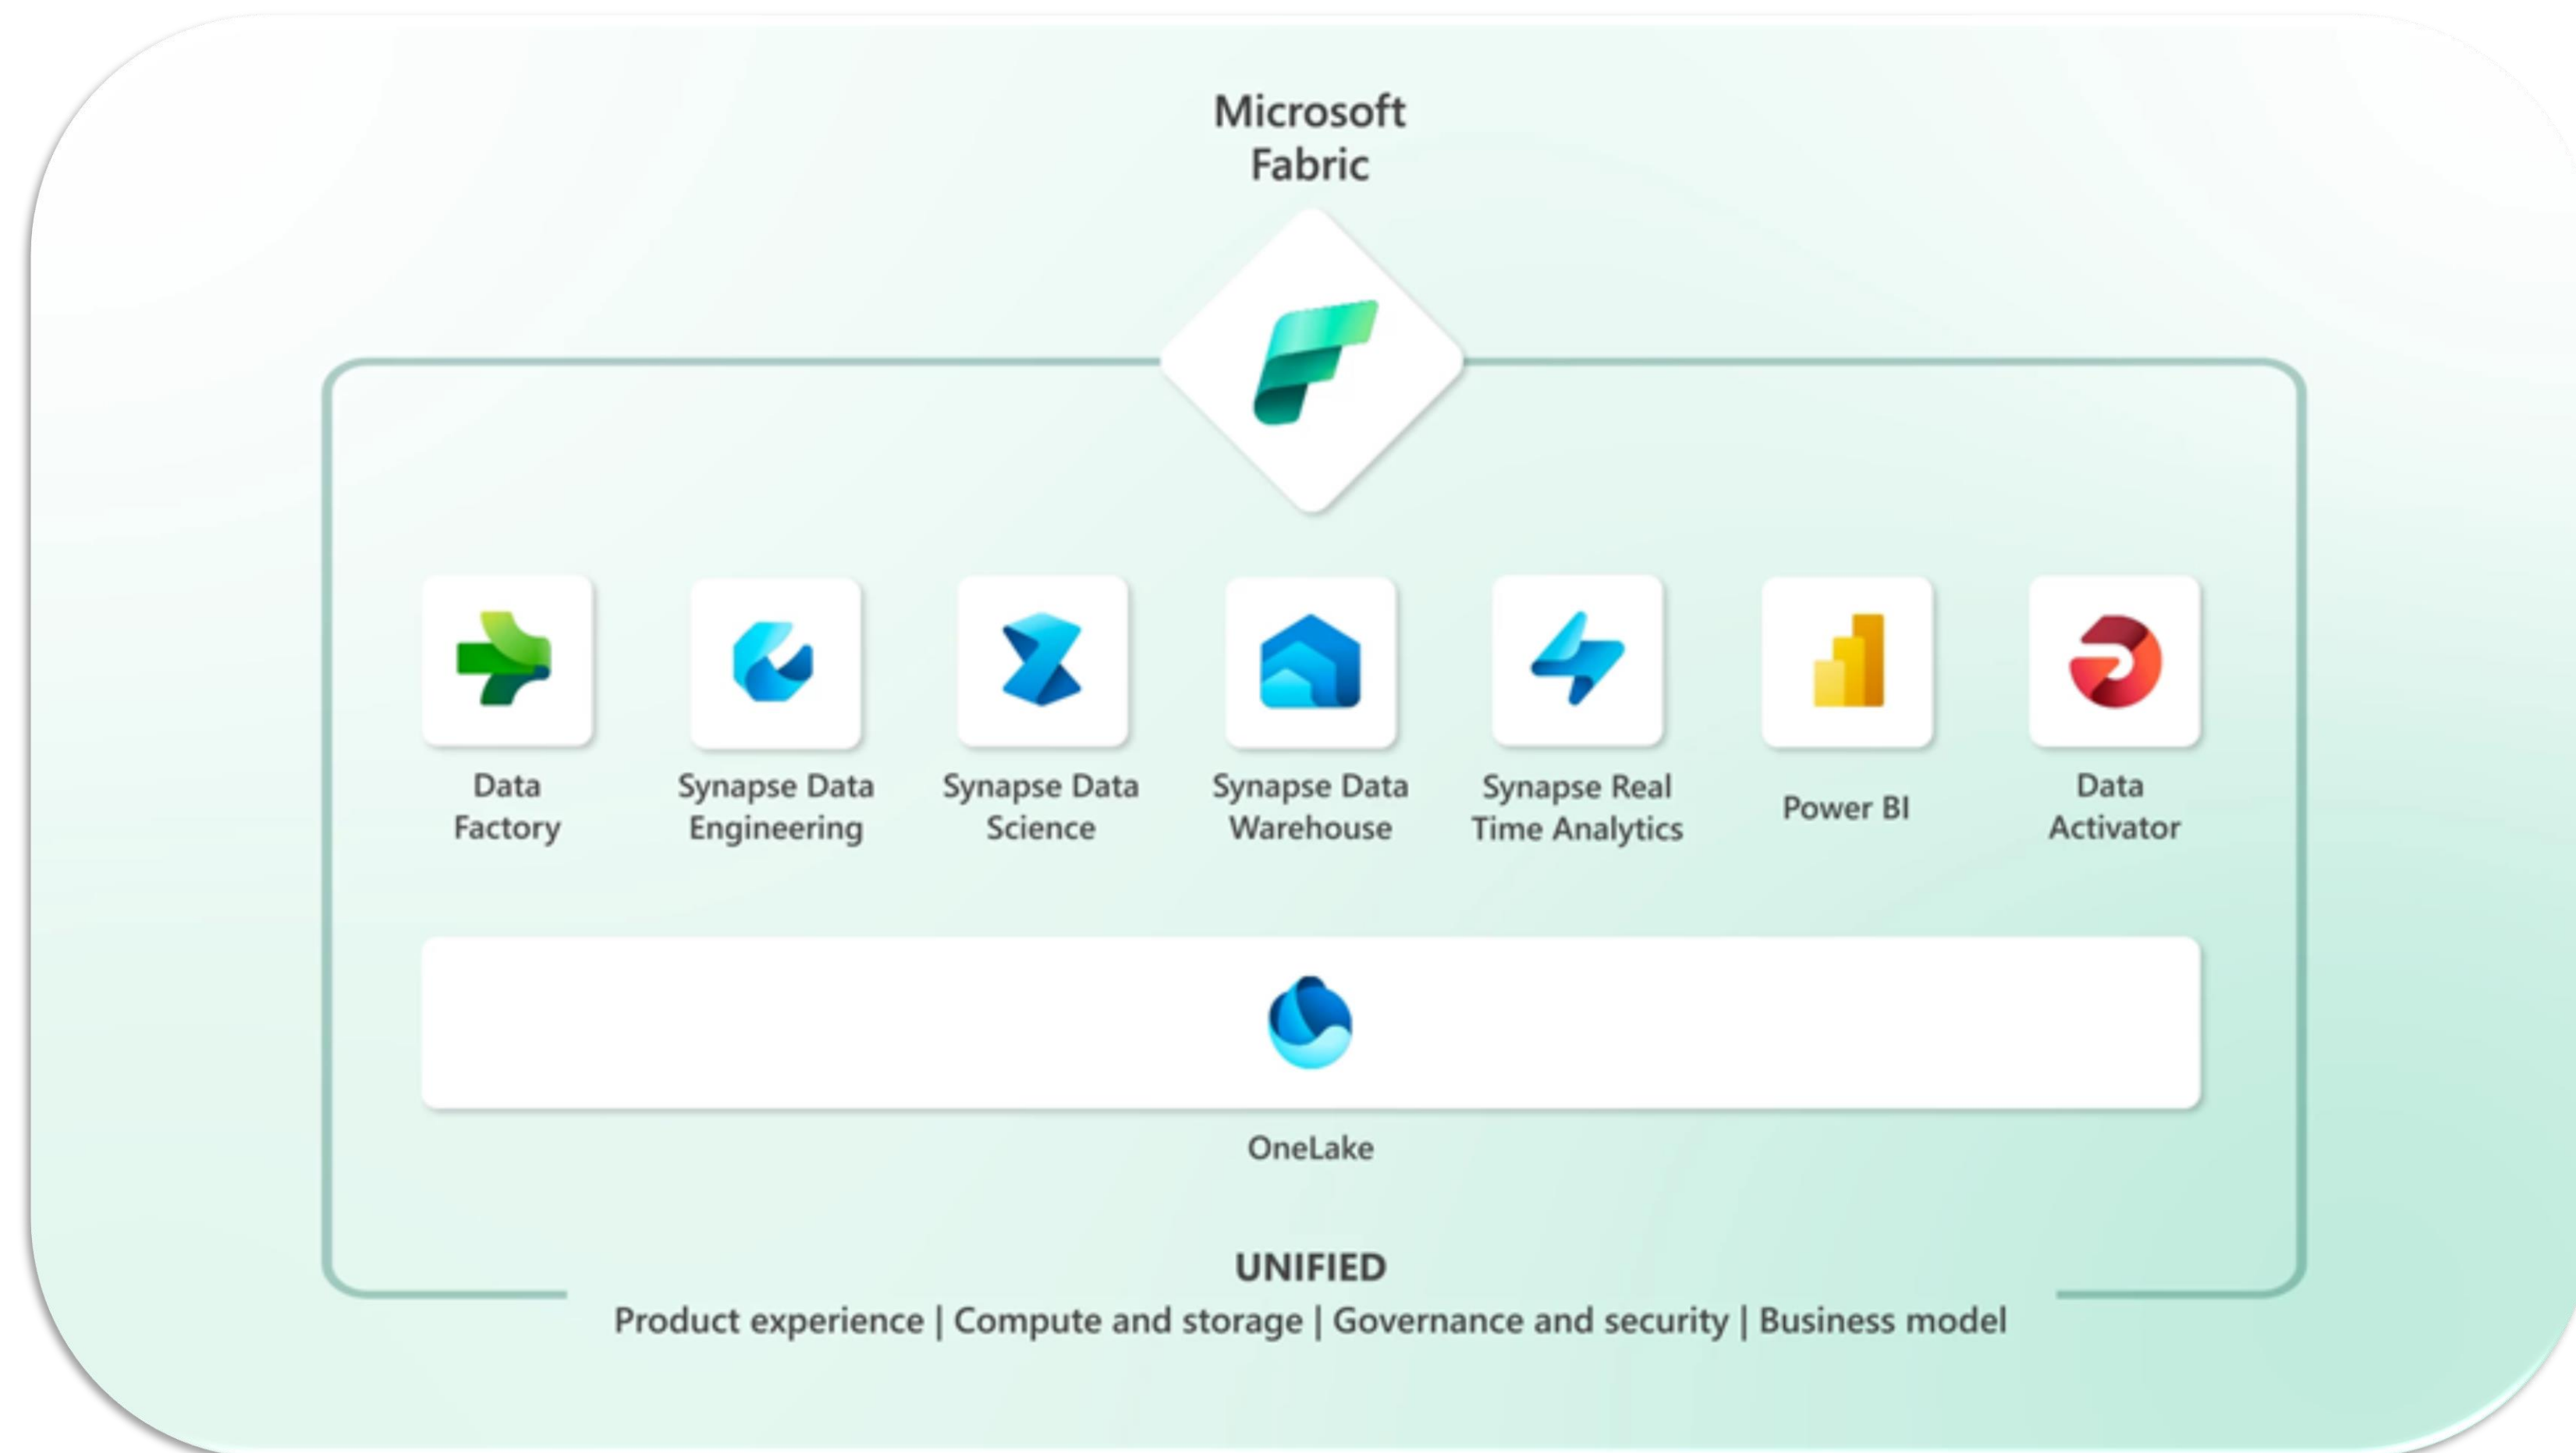 Microsoft
Fabric
Data
Factory
Synapse Data
Engineering
Synapse Data
Science
Synapse Data
Warehouse
Synapse Real
Time Analytics
Power BI
Data
Activator
OneLake
UNIFIED
Product experience | Compute and storage | Governance and security | Business model